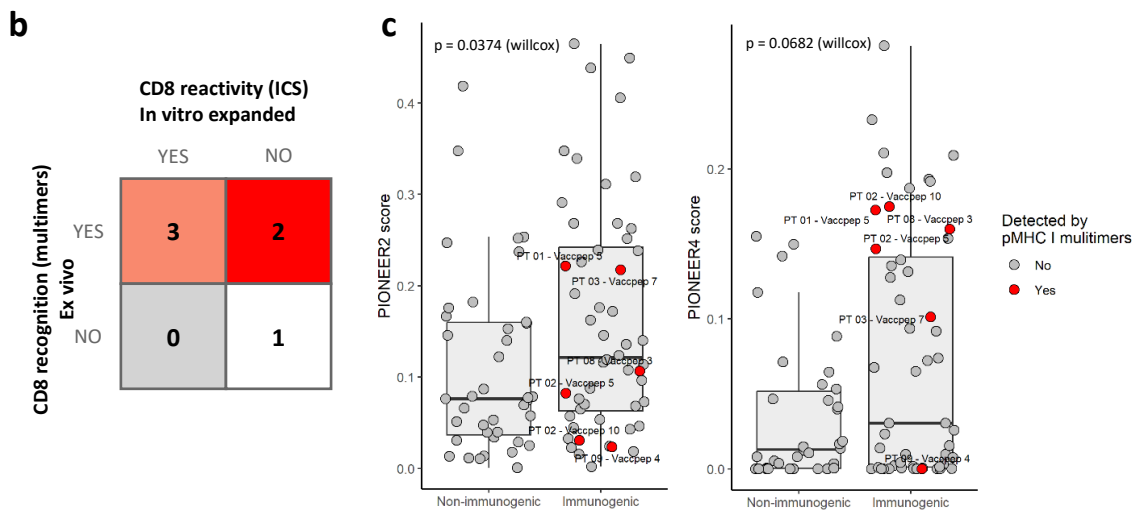 b
CD8 reactivity (ICS)
In vitro expanded
YES
NO
CD8 recognition (multimers)
Ex vivo
YES
3
2
NO
0
1
c
p = 0.0374 (willcox)
PIONEER2 score
0.4
0.3
0.2
0.1
0.0
PT 01 - Vaccpep 5
PT 03 - Vaccpep 7
PT 08 - Vaccpep 3
PT 02 - Vaccpep 5
PT 02 - Vaccpep 10
PT 09 - Vaccpep 4
Non-immunogenic
Immunogenic
p = 0.0682 (willcox)
PIONEER4 score
0.2
0.1
0.0
PT 02 - Vaccpep 10
PT 01 - Vaccpep 5
PT 08 - Vaccpep 3
PT 02 - Vaccpep 5
PT 03 - Vaccpep 7
PT 09 - Vaccpep 4
Non-immunogenic
Immunogenic
Detected by
pMHC I mulitimers
No
Yes